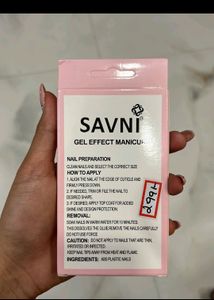 SAVNI
GEL EFFECT MANICU
NAIL PREPARATION
CLEAN NAILS AND SELECT THE CORRECT SIZE
HOW TO APPLY
1. ALIGN THE NAIL AT THE EDGE OF CUTICLE AND
FIRMLY PRESS DOWN.
2. IF NEEDED, TRIM OR FILE THE NAIL TO
DESIRED SHAPE.
3. IF DESIRED, APPLY TOP COAT FOR ADDED
SHINE AND DESIGN PROTECTION.
REMOVAL:
SOAK NAILS IN WARM WATER FOR 10 MINUTES.
THIS DISSOLVES THE GLUE REMOVE THE NAILS CAREFULLY
DO NOT USE FORCE
CAUTION: DO NOT APPLY TO NAILS THAT ARE THIN,
IRRITATED OR INFECTED.
KEEP NAIL TIPS AWAY FROM HEAT AND FLAME.
INGREDIENTS: ABS PLASTIC NAILS